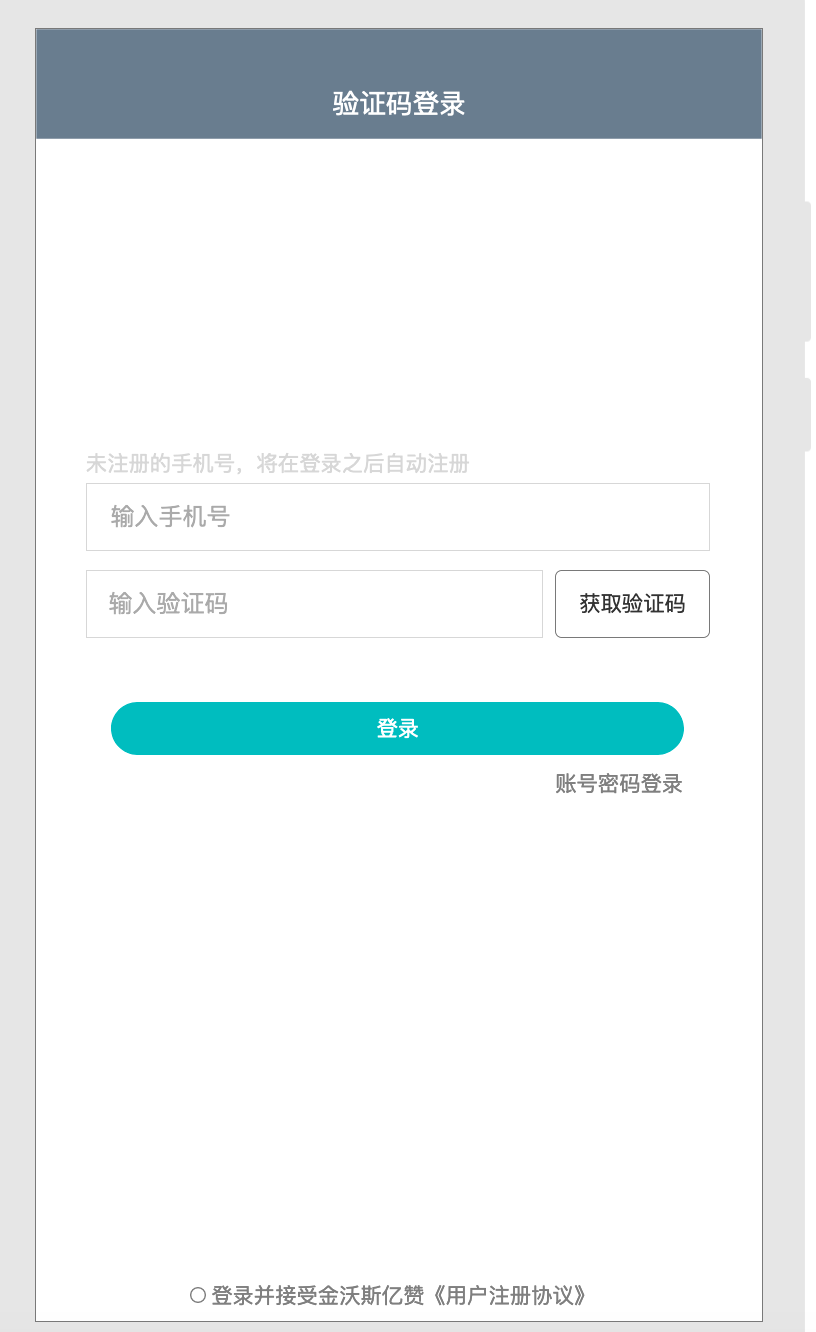 验证码登录
未注册的手机号，将在登录之后自动注册
输入手机号
输入验证码
获取验证码
登录
账号密码登录
登录并接受金沃斯亿赞《用户注册协议》